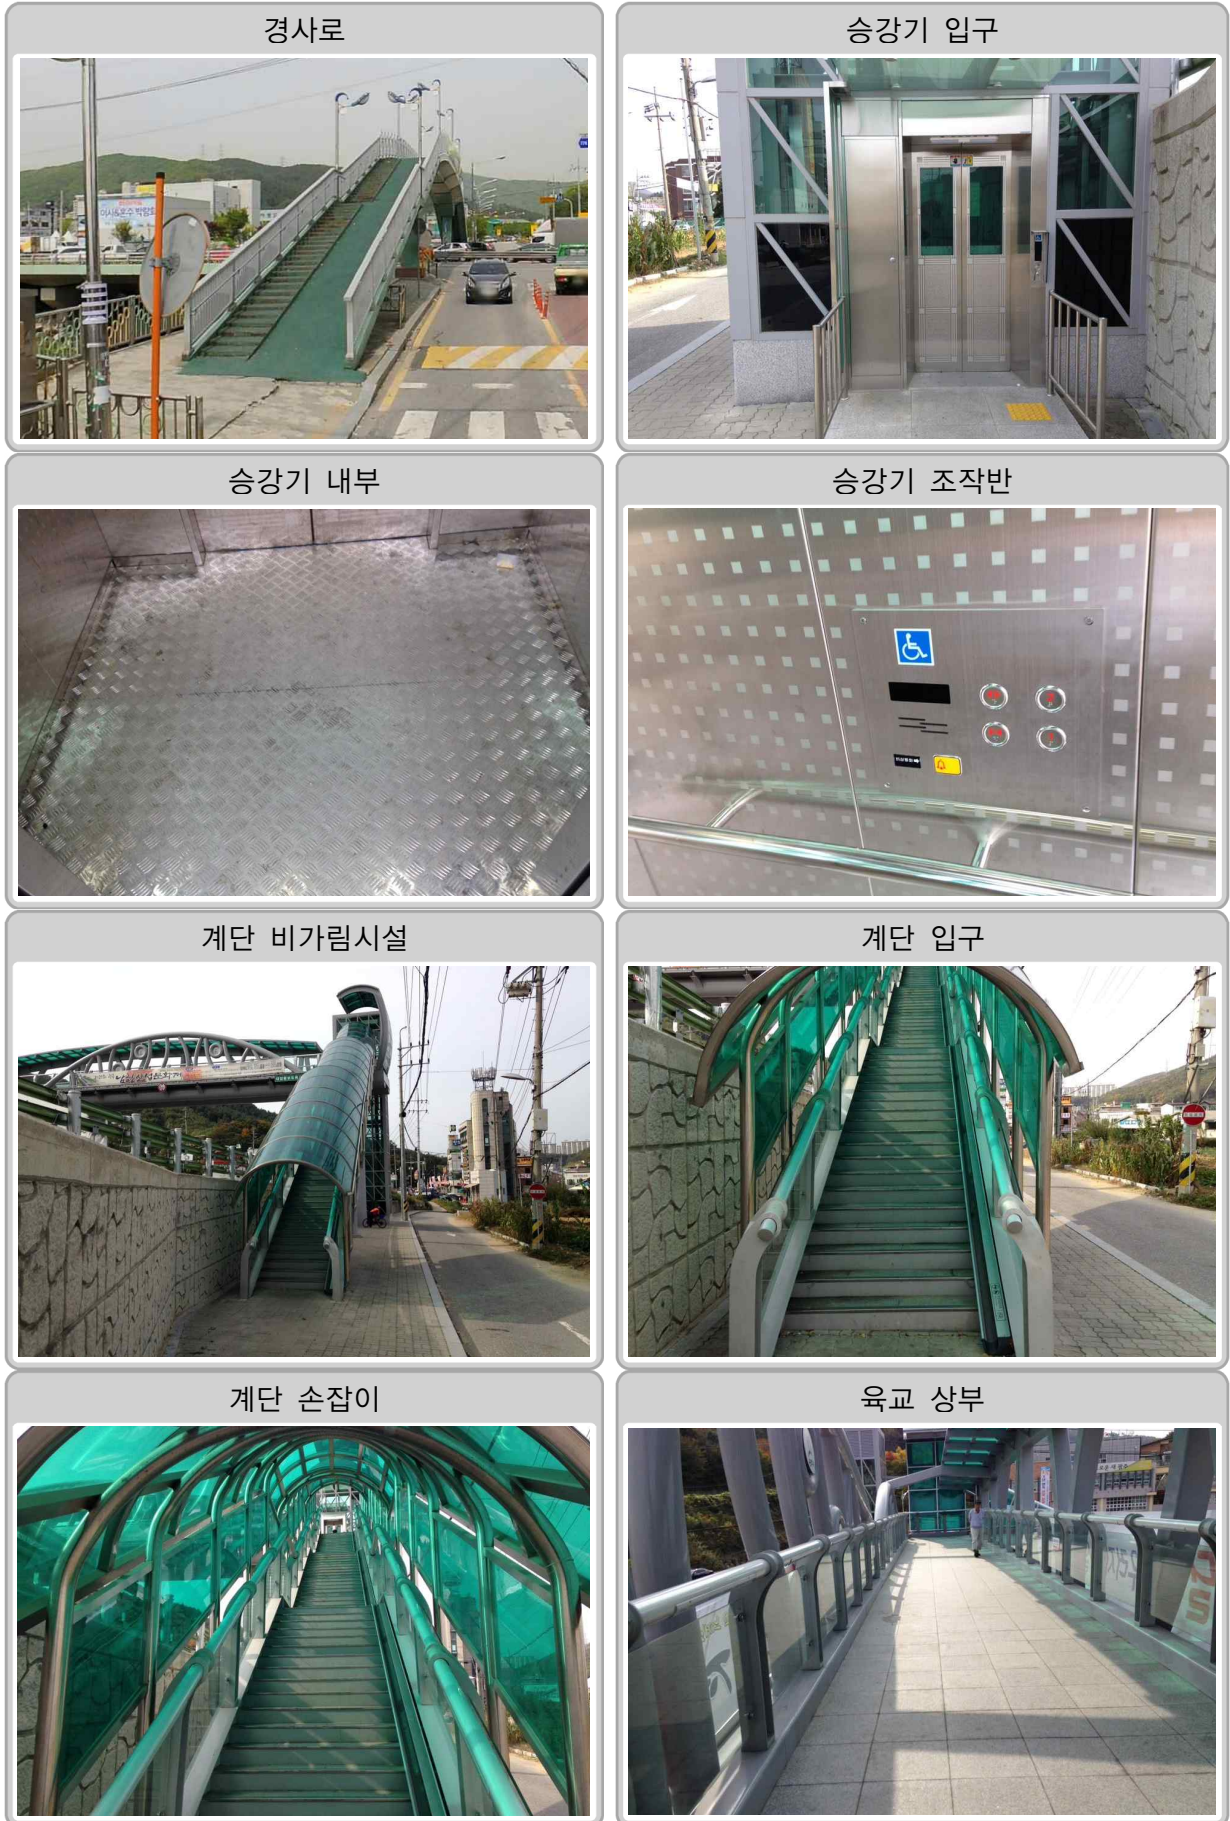 경사로
승강기 입구
승강기 내부
승강기 조작반
계단 비가림시설
계단 입구
계단 손잡이
육교 상부